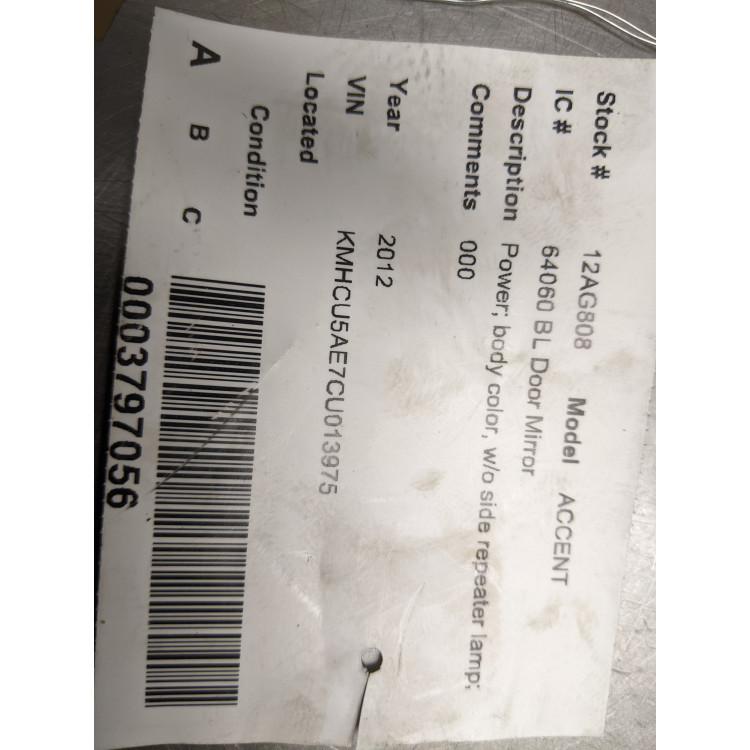 Stock # 12AG808 Model ACCENT
IC # 64060 BL Door Mirror
Description Power; body color, w/o side repeater lamp;
Comments 000
Year 2012
VIN KMHCU5AE7CU013975
Located
Condition
A B C
0003797056